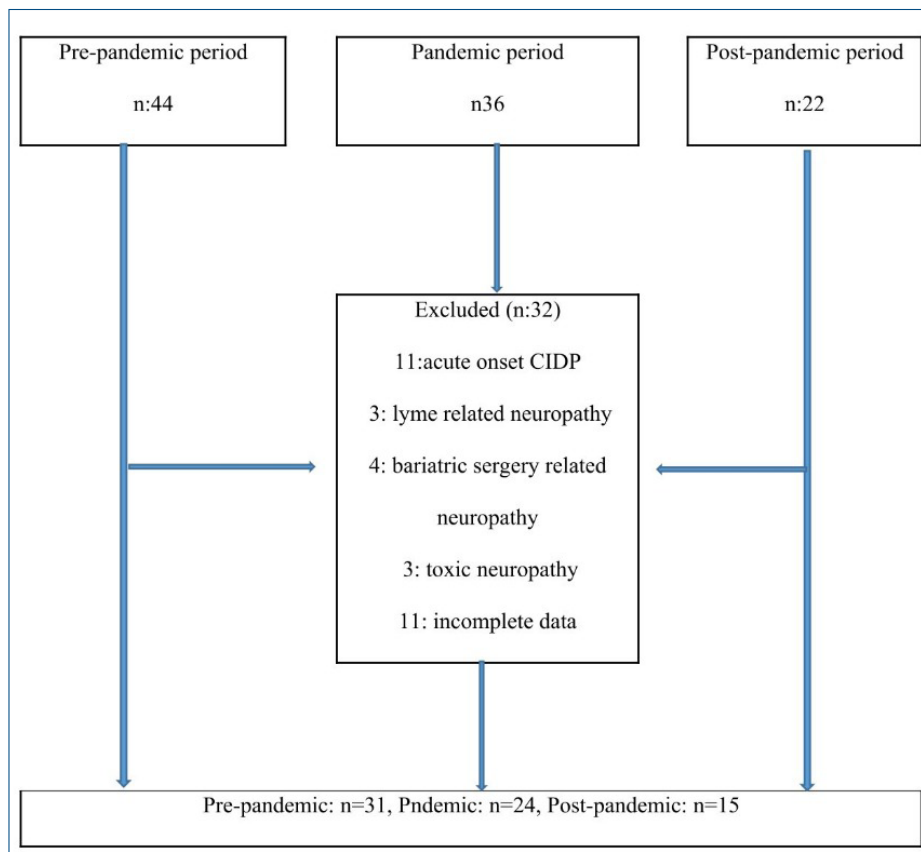 Pre-pandemic period
n:44
Pandemic period
n36
Post-pandemic period
n:22
Excluded (n:32)
11:acute onset CIDP
3: lyme related neuropathy
4: bariatric sergery related
neuropathy
3: toxic neuropathy
11: incomplete data
Pre-pandemic: n=31, Pndemic: n=24, Post-pandemic: n=15